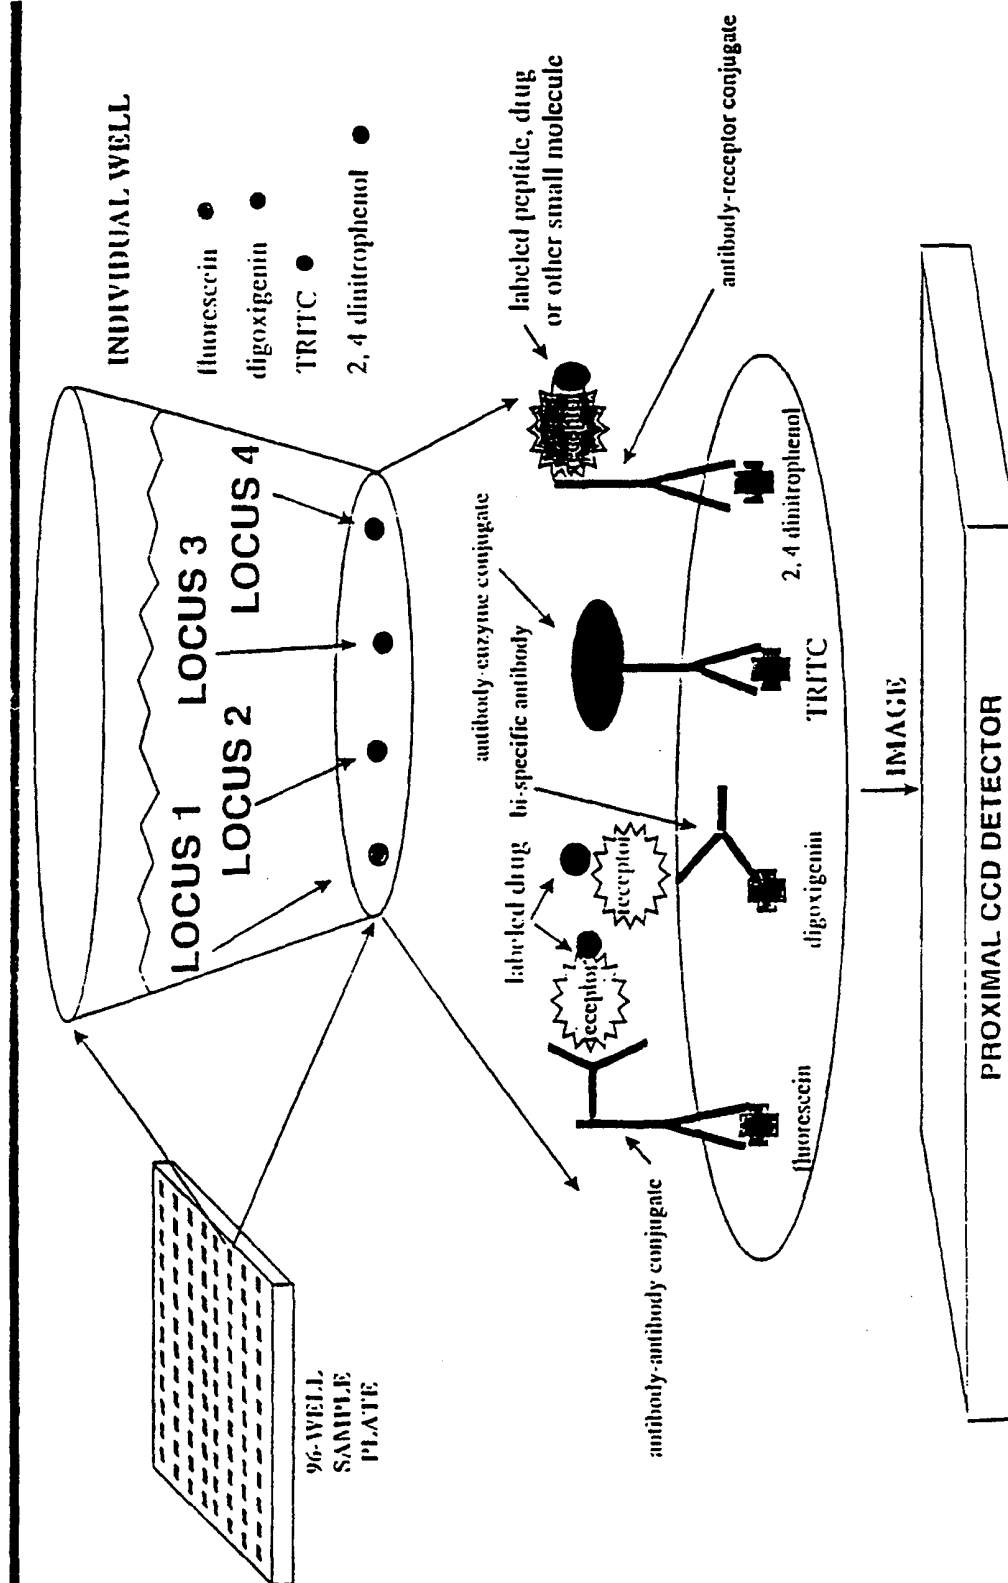 INDIVIDUAL WELL
fluorescein
digoxigenin
TRITC
2, 4 dinitrophenol
LOCUS 1
LOCUS 2
LOCUS 3
LOCUS 4
96-WELL
SAMPLE
PLATE
labeled peptide, drug
or other small molecule
antibody-receptor conjugate
antibody-enzyme conjugate
bi-specific antibody
labeled drug
receptor
receptor
receptor
antibody-antibody conjugate
fluorescein
digoxigenin
TRITC
2, 4 dinitrophenol
IMAGE
PROXIMAL CCD DETECTOR